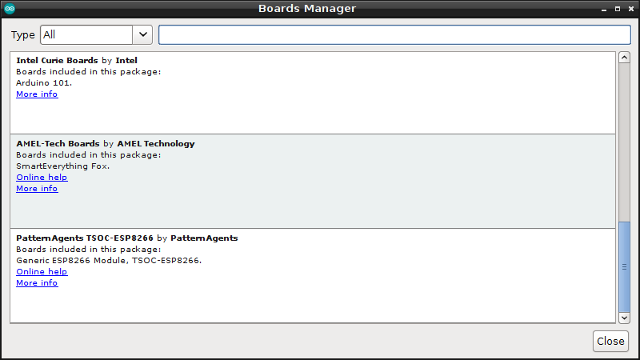 Boards Manager
Type All
Intel Curie Boards by Intel
Boards included in this package:
Arduino 101.
More info
AMEL-Tech Boards by AMEL Technology
Boards included in this package:
SmartEverything Fox.
Online help
More info
PatternAgents TSOC-ESP8266 by PatternAgents
Boards included in this package:
Generic ESP8266 Module, TSOC-ESP8266.
Online help
More info
Close